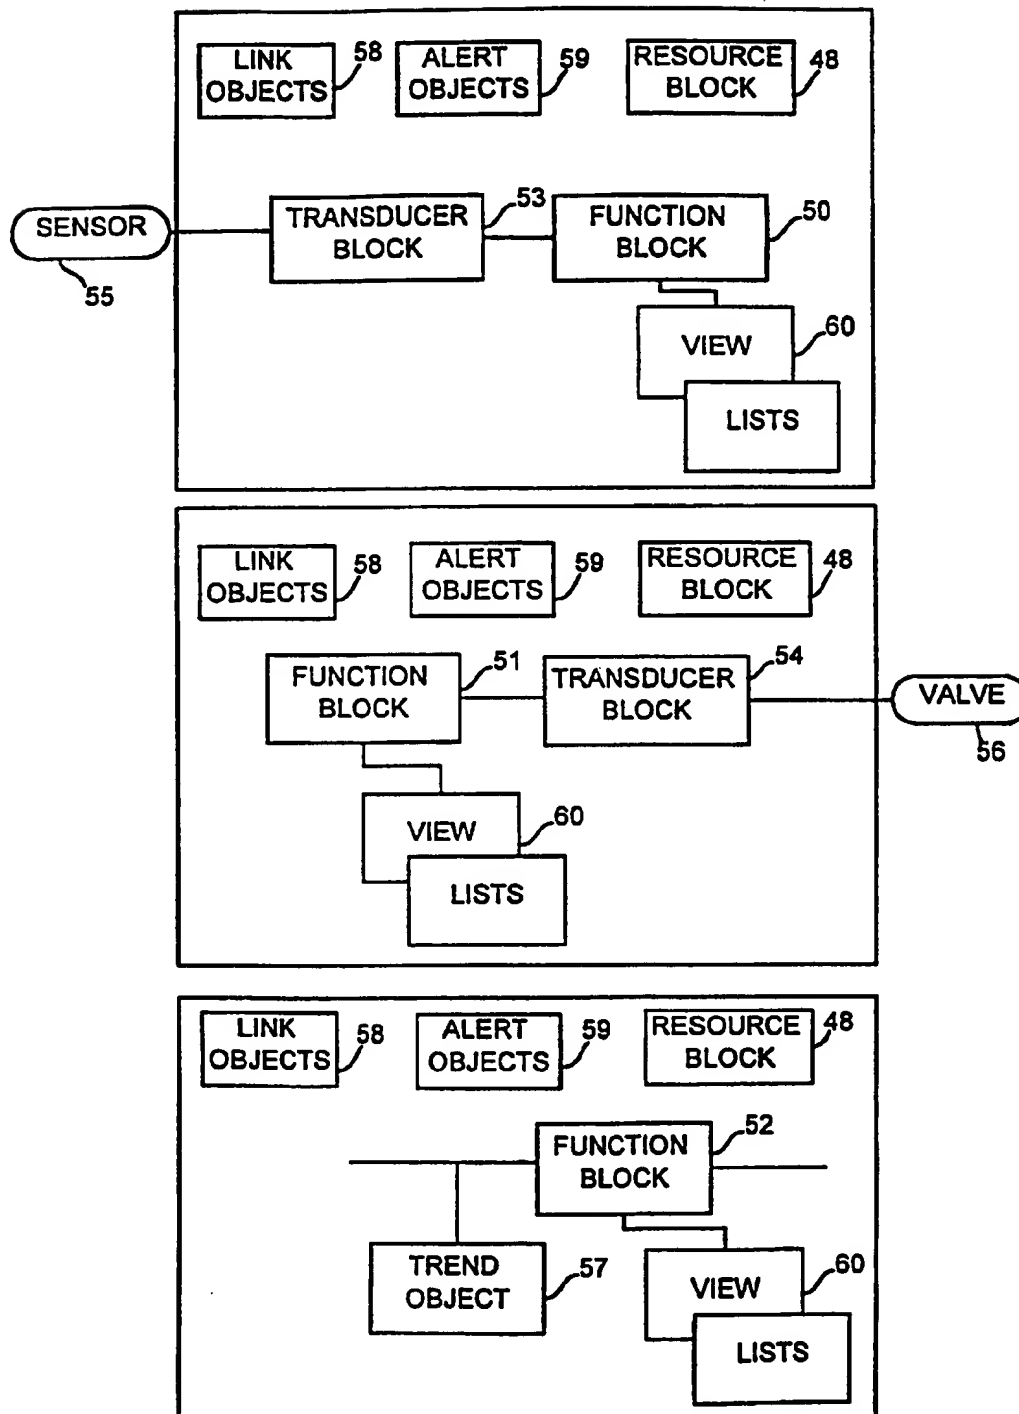 LINK
OBJECTS
58
ALERT
OBJECTS
59
RESOURCE
BLOCK
48
SENSOR
55
TRANSDUCER
BLOCK
53
FUNCTION
BLOCK
50
VIEW
60
LISTS
LINK
OBJECTS
58
ALERT
OBJECTS
59
RESOURCE
BLOCK
48
FUNCTION
BLOCK
51
TRANSDUCER
BLOCK
54
VALVE
56
VIEW
60
LISTS
LINK
OBJECTS
58
ALERT
OBJECTS
59
RESOURCE
BLOCK
48
FUNCTION
BLOCK
52
TREND
OBJECT
57
VIEW
60
LISTS